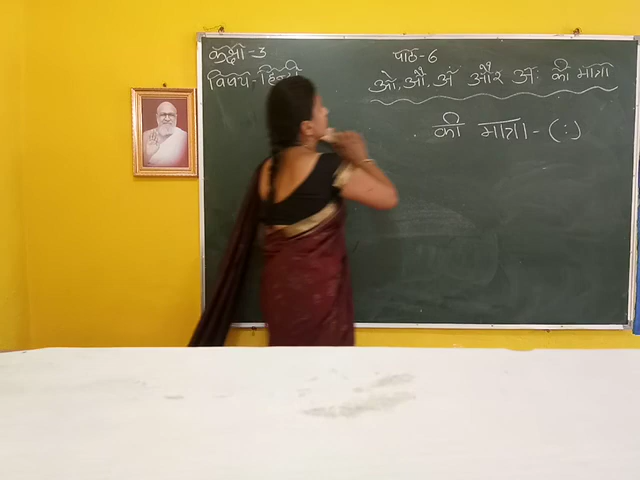 कक्षा-3
पाठ-6
विषय-हिन्दी
ओ, औ, अं और अः की मात्रा
की मात्रा-(ः)